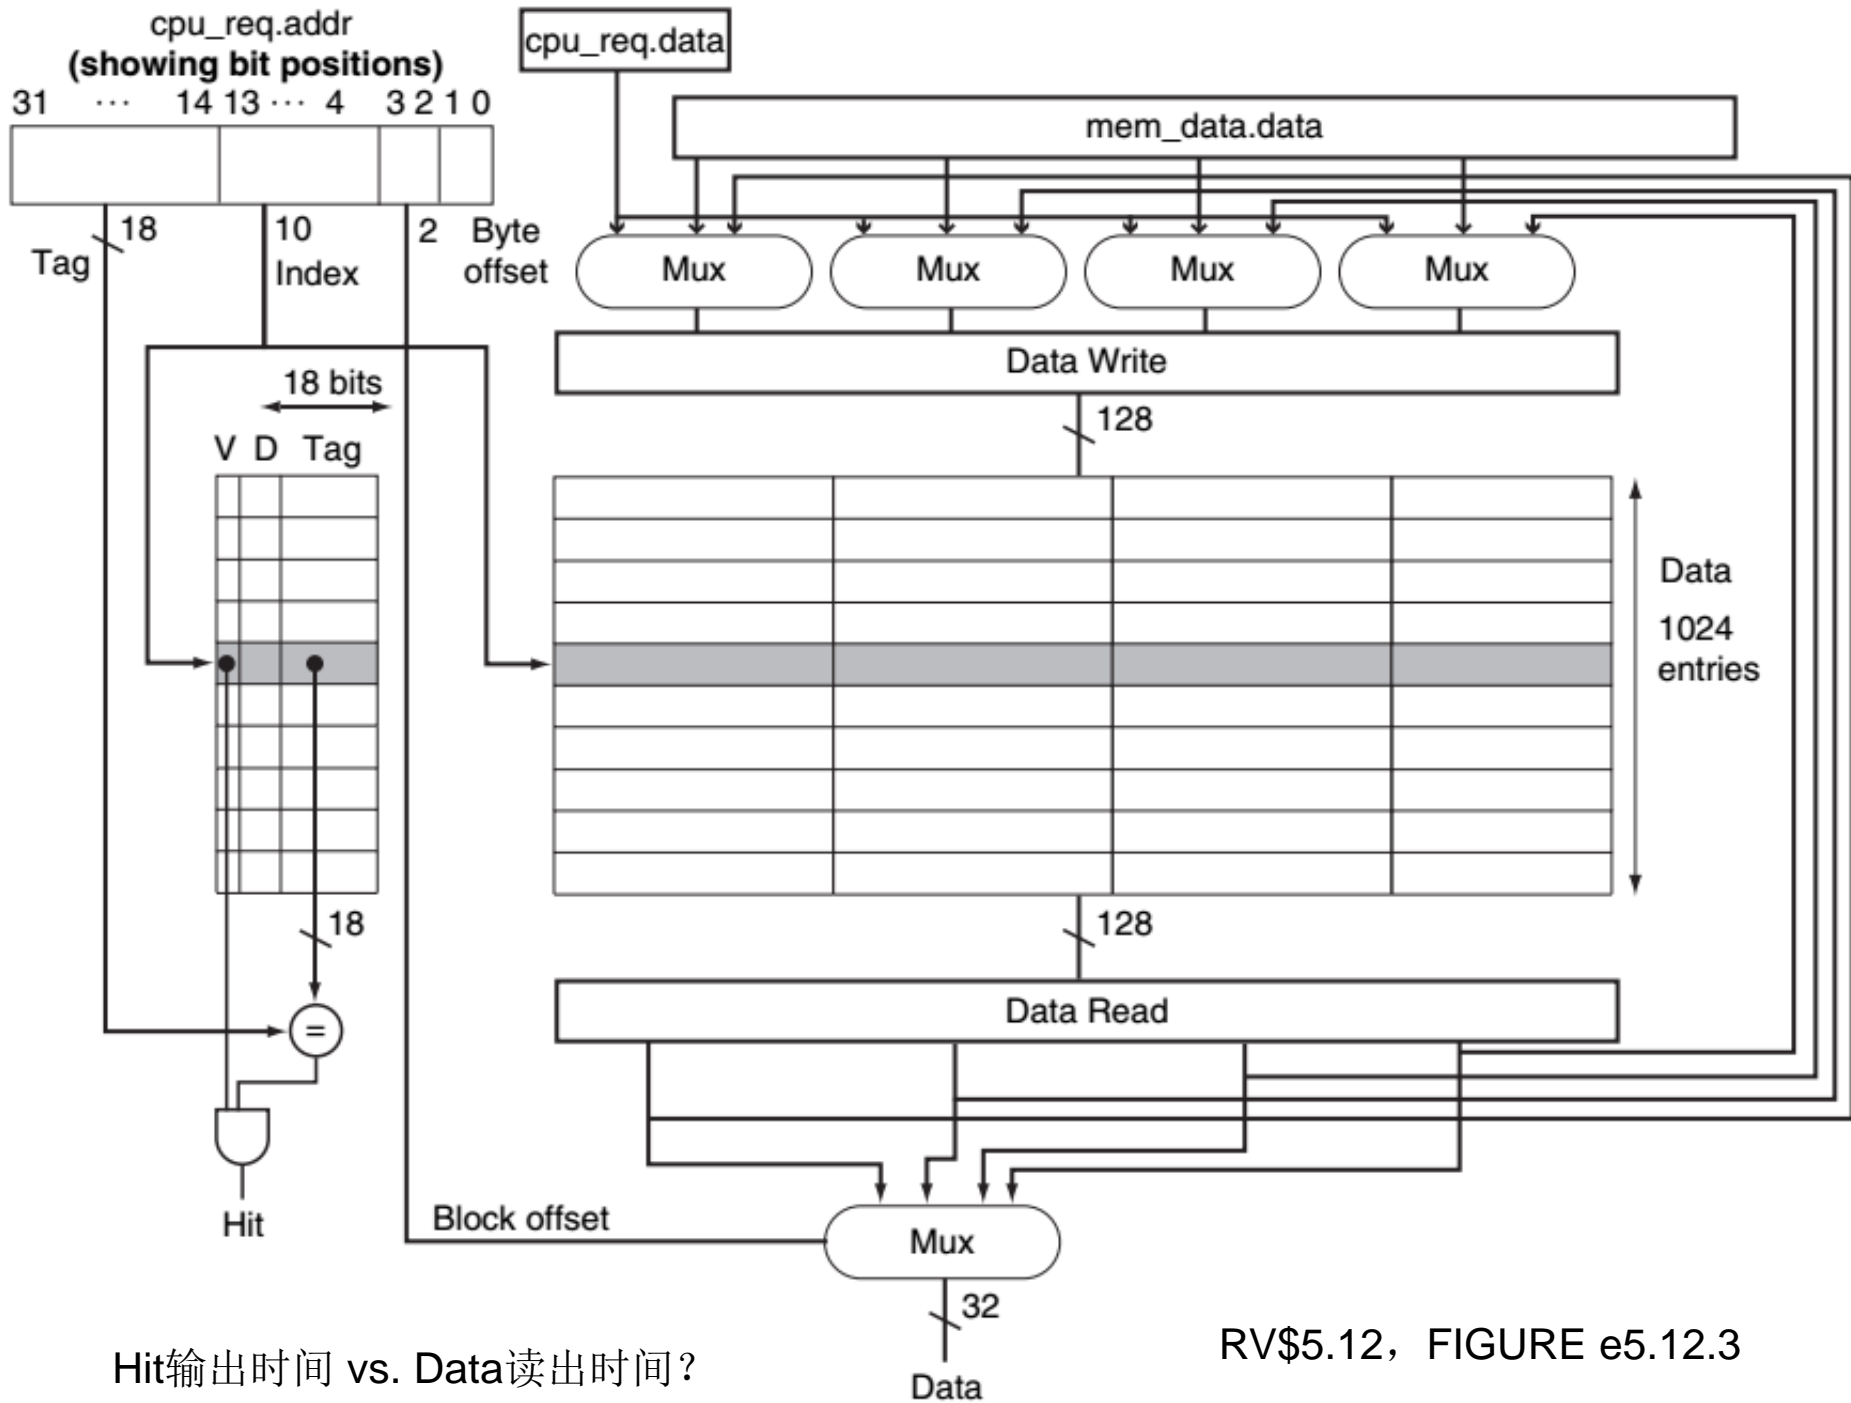 cpu_req.addr
(showing bit positions)
31 ... 14 13 ... 4 3 2 1 0
cpu_req.data
mem_data.data
18
Tag
10
Index
2
Byte
offset
Mux Mux Mux Mux
Data Write
128
18 bits
V D Tag
Data
1024
entries
18
128
=
Data Read
Hit
Block offset
Mux
32
Data
Hit输出时间 vs. Data读出时间？
RV$5.12，FIGURE e5.12.3